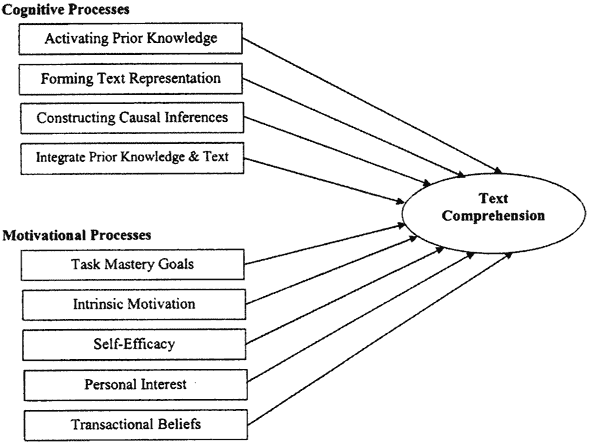 Cognitive Processes
Activating Prior Knowledge
Forming Text Representation
Constructing Causal Inferences
Integrate Prior Knowledge & Text
Text
Comprehension
Motivational Processes
Task Mastery Goals
Intrinsic Motivation
Self-Efficacy
Personal Interest
Transactional Beliefs